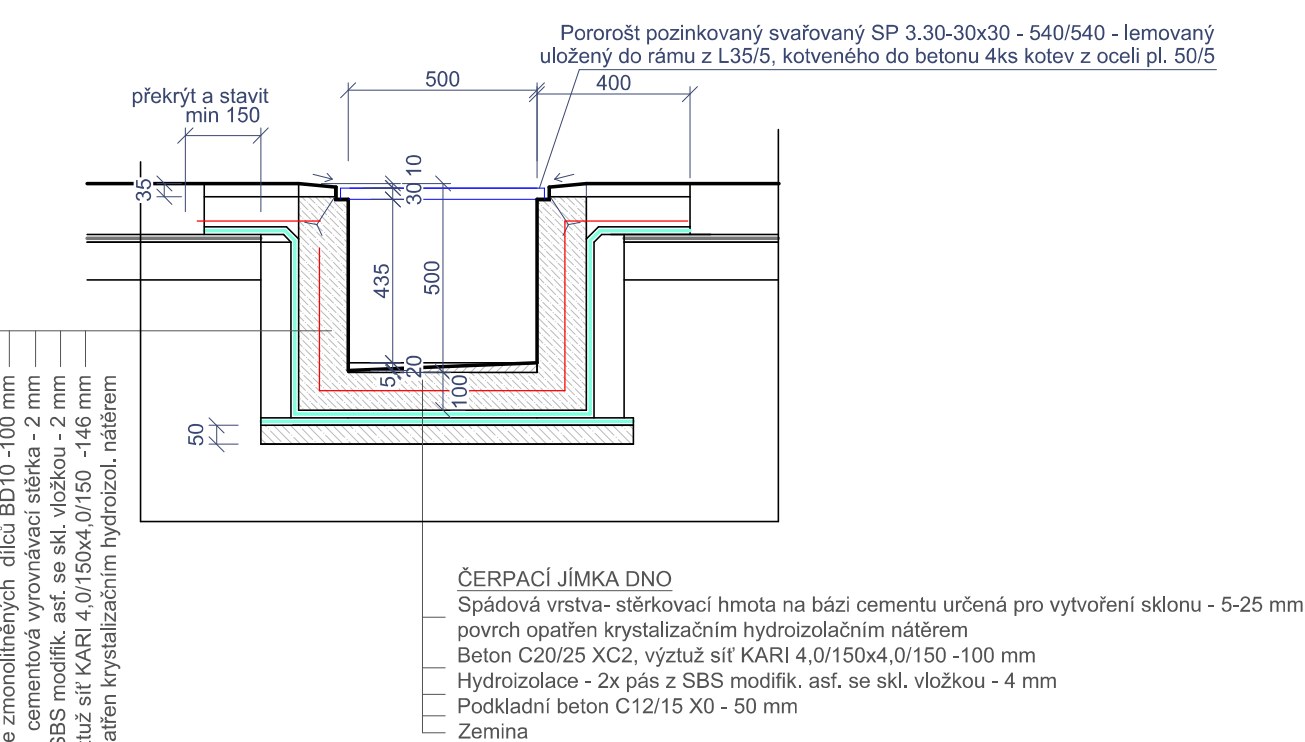 Pororošt pozinkovaný svařovaný SP 3.30-30x30 - 540/540 - lemovaný
uložený do rámu z L35/5, kotveného do betonu 4ks kotev z oceli pl. 50/5
500
400
překrýt a stavit
min 150
10
30
35
435
500
20
5
100
50
e zmonolitněných dílců BD10 -100 mm
cementová vyrovnávací stěrka - 2 mm
SBS modifik. asf. se skl. vložkou - 2 mm
tuž síť KARI 4,0/150x4,0/150 -146 mm
atřen krystalizačním hydroizol. nátěrem
ČERPACÍ JÍMKA DNO
Spádová vrstva- stěrkovací hmota na bázi cementu určená pro vytvoření sklonu - 5-25 mm
povrch opatřen krystalizačním hydroizolačním nátěrem
Beton C20/25 XC2, výztuž síť KARI 4,0/150x4,0/150 -100 mm
Hydroizolace - 2x pás z SBS modifik. asf. se skl. vložkou - 4 mm
Podkladní beton C12/15 X0 - 50 mm
Zemina